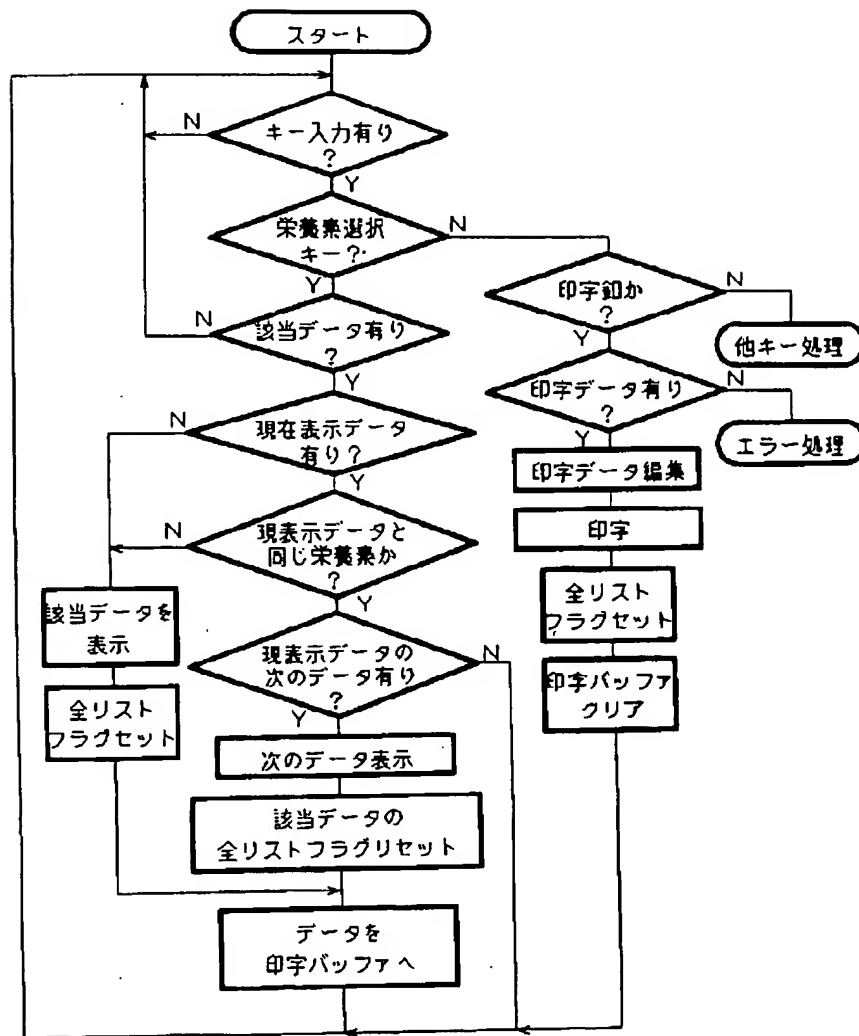 スタート
キー入力有り
?
N
Y
栄養素選択
キー?
N
Y
該当データ有り
?
N
Y
現在表示データ
有り?
N
Y
現表示データと
同じ栄養素か
?
N
Y
現表示データの
次のデータ有り
?
N
Y
次のデータ表示
該当データの
全リストフラグリセット
データを
印字バッファへ
該当データを
表示
全リスト
フラグセット
印字釦か
?
N
Y
他キー処理
印字データ有り
?
N
Y
エラー処理
印字データ編集
印字
全リスト
フラグセット
印字バッファ
クリア